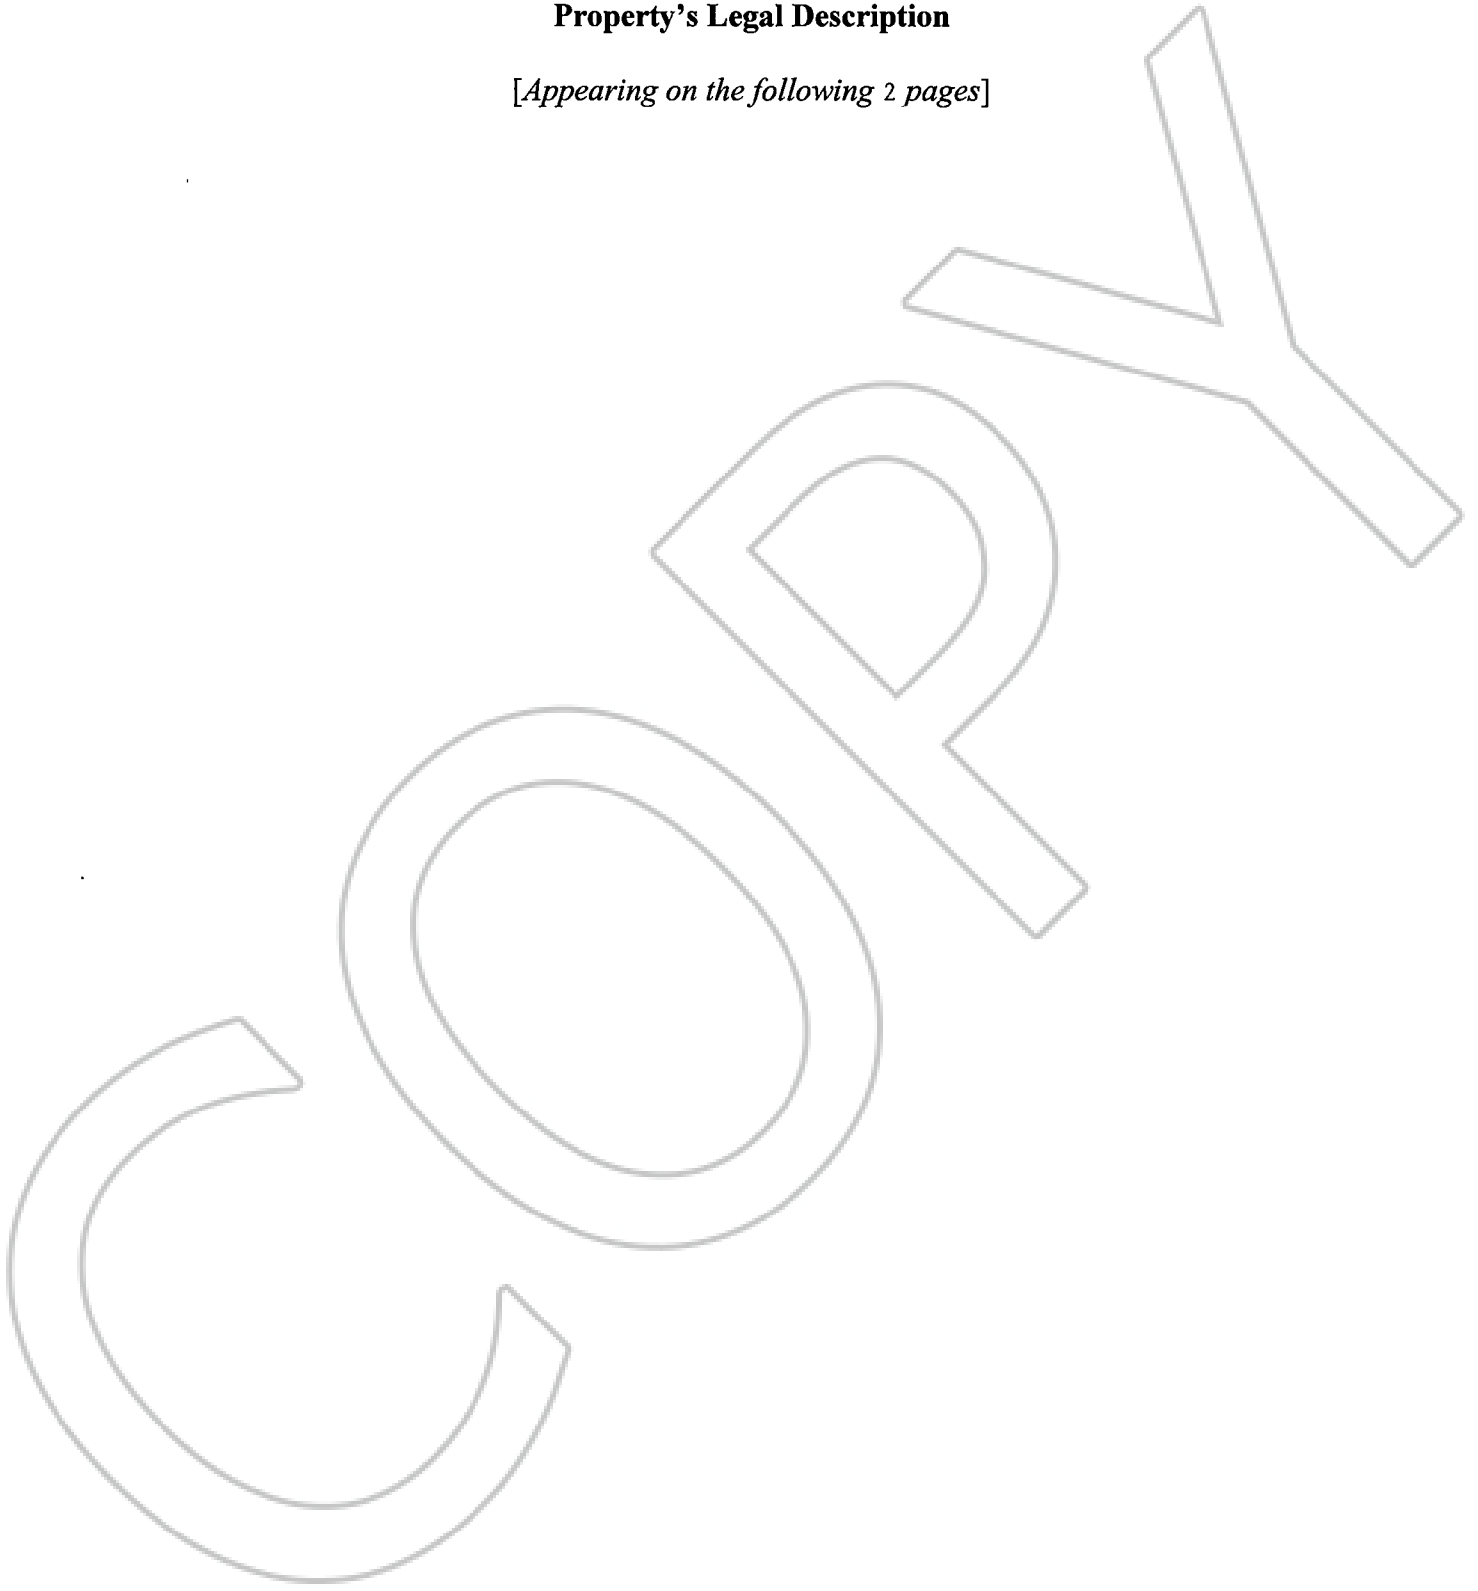 Property’s Legal Description
[Appearing on the following 2 pages]
COPY